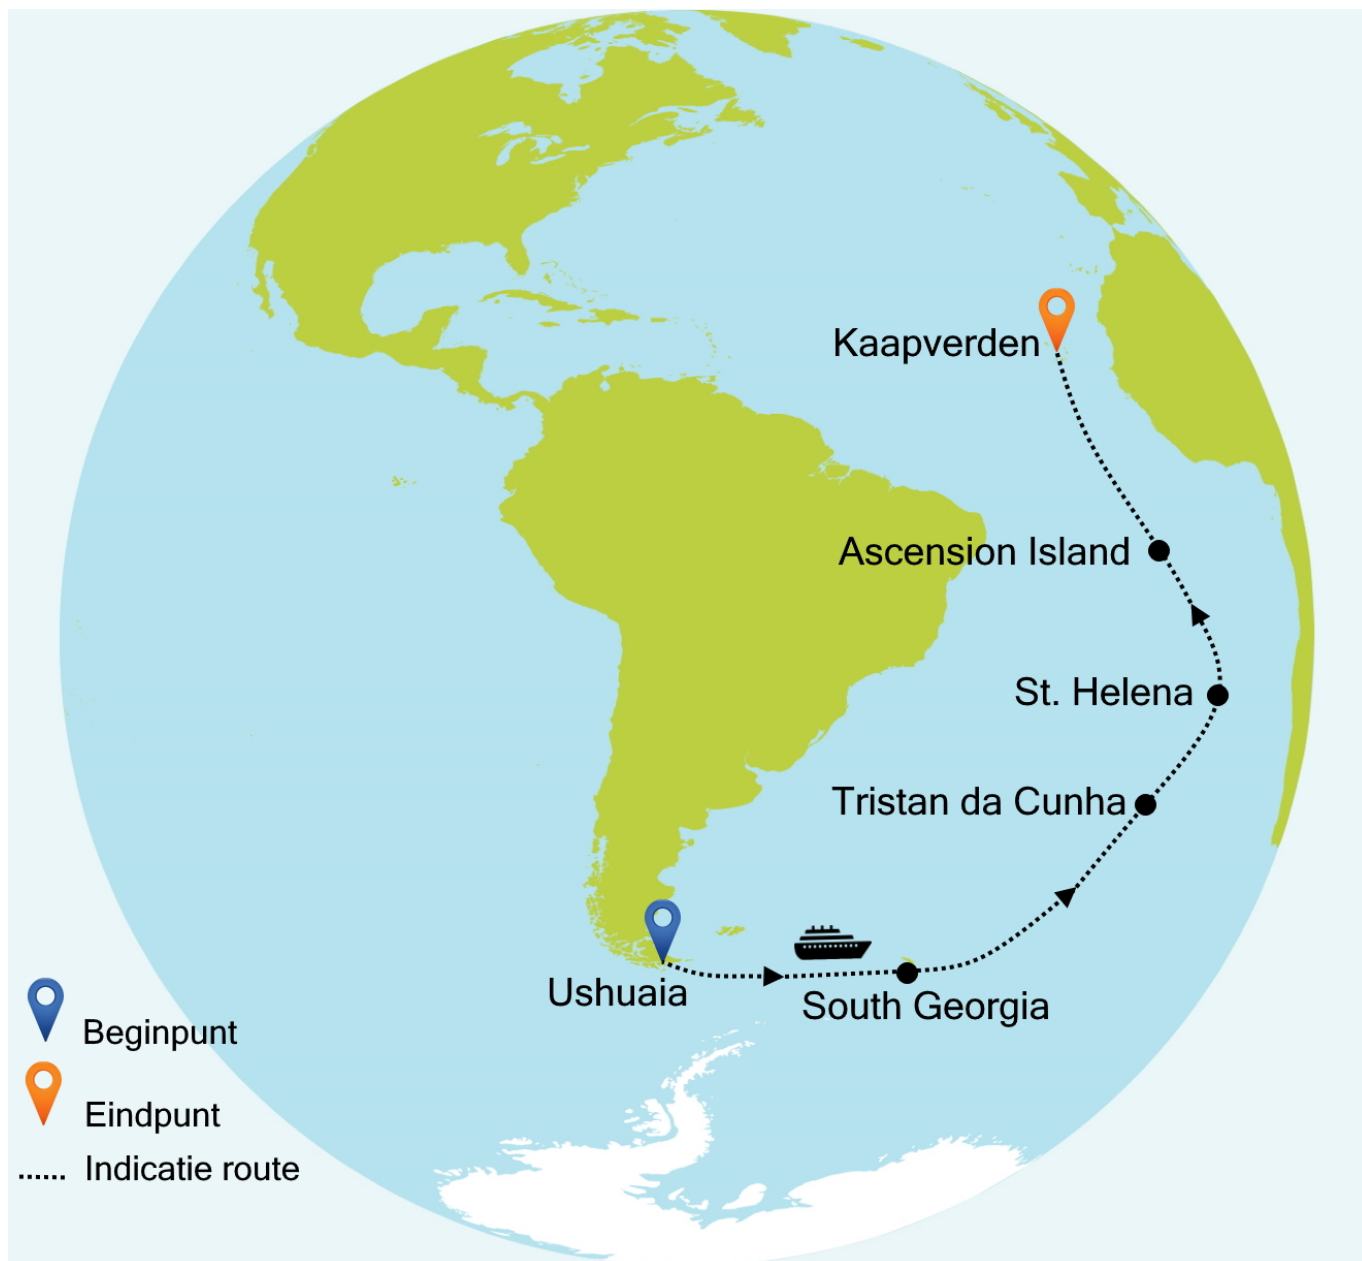 Kaapverden
Ascension Island
St. Helena
Tristan da Cunha
Ushuaia
South Georgia
Beginpunt
Eindpunt
Indicatie route